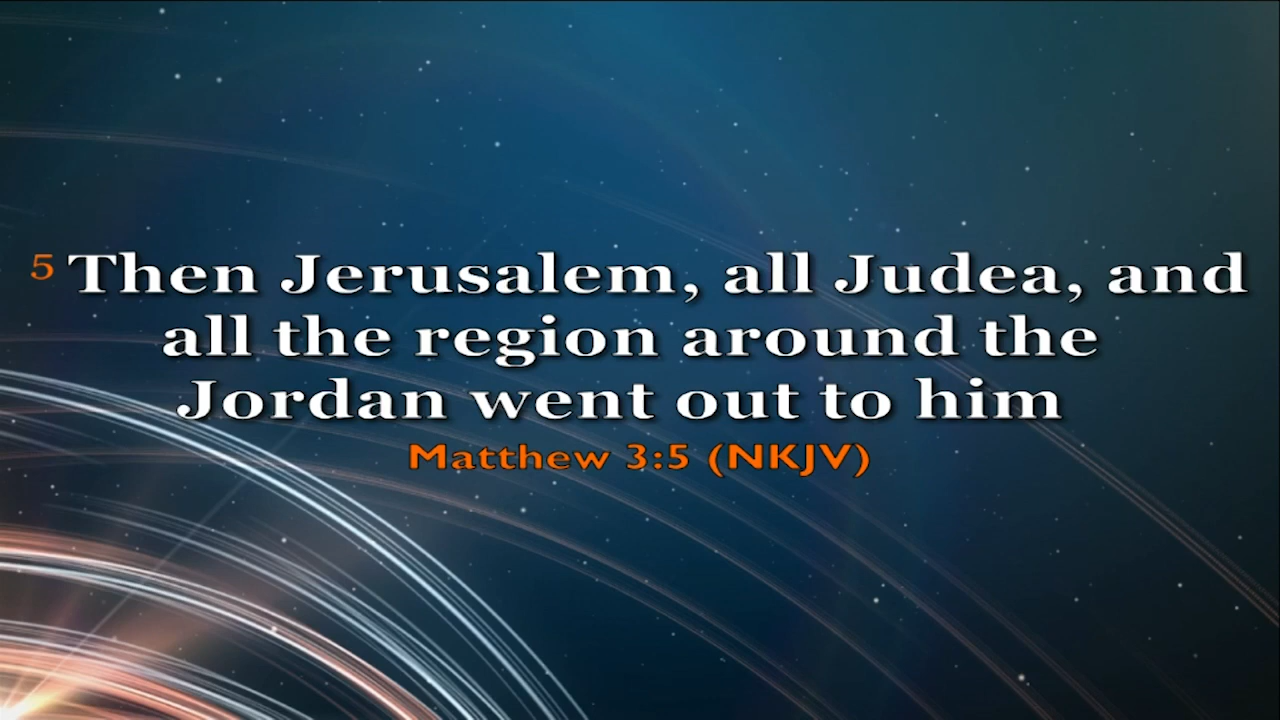 5 Then Jerusalem, all Judea, and
all the region around the
Jordan went out to him
Matthew 3:5 (NKJV)